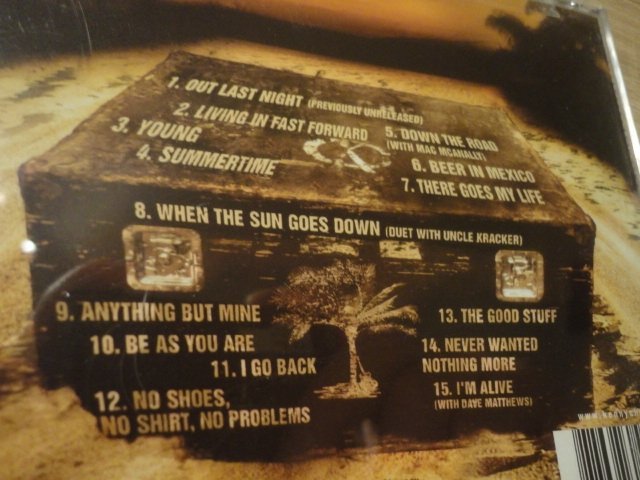 1. OUT LAST NIGHT (PREVIOUSLY UNRELEASED)
2. LIVING IN FAST FORWARD
3. YOUNG
4. SUMMERTIME
5. DOWN THE ROAD
(WITH MAC MCANALLY)
6. BEER IN MEXICO
7. THERE GOES MY LIFE
8. WHEN THE SUN GOES DOWN (DUET WITH UNCLE KRACKER)
9. ANYTHING BUT MINE
10. BE AS YOU ARE
11. I GO BACK
12. NO SHOES,
NO SHIRT, NO PROBLEMS
13. THE GOOD STUFF
14. NEVER WANTED
NOTHING MORE
15. I'M ALIVE
(WITH DAVE MATTHEWS)